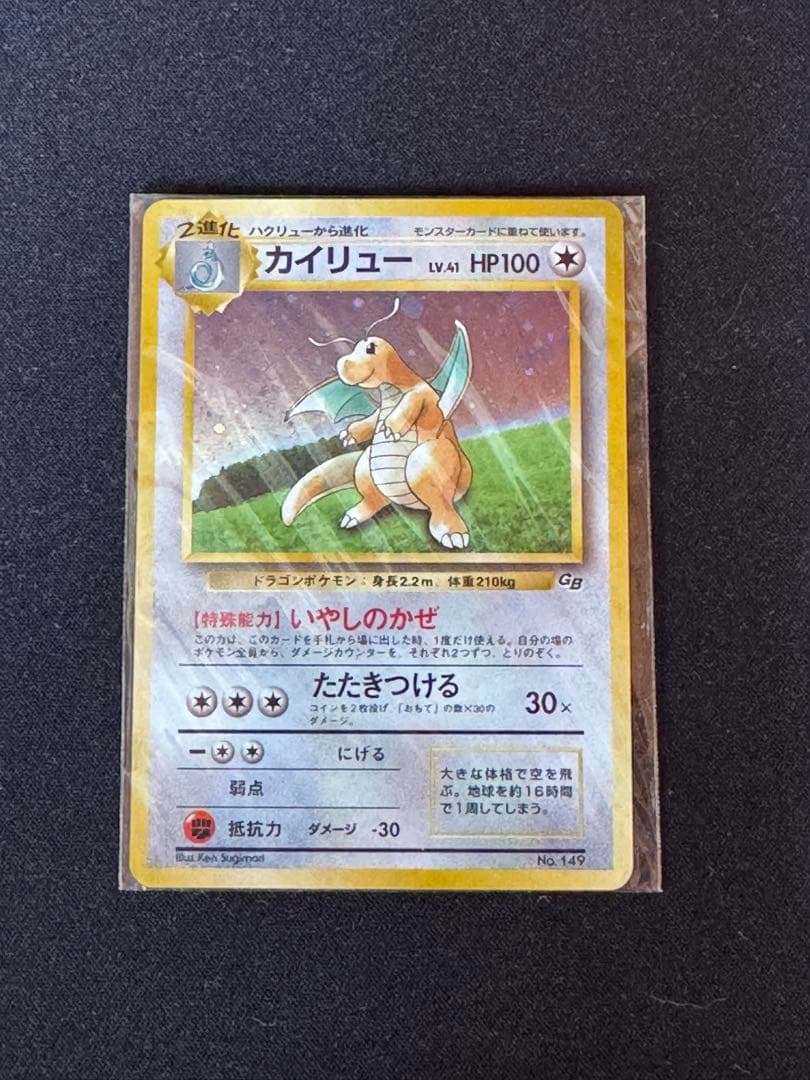 2進化 ハクリューから進化 モンスターカードに重ねて使います。
カイリュー LV.41 HP100
ドラゴンポケモン:身長2.2m 体重210kg GB
【特殊能力】いやしのかぜ
この力は、このカードを手札から場に出した時、1度だけ使える。自分の場の
ポケモン全員から、ダメージカウンターを、それぞれ2つずつ、とりのぞく。
たたきつける
コインを2枚投げ、「おもて」の数×30の
ダメージ。
30×
にげる
弱点
抵抗力 ダメージ -30
大きな体格で空を飛
ぶ。地球を約16時間
で1周してしまう。
Illus. Ken Sugimori No. 149